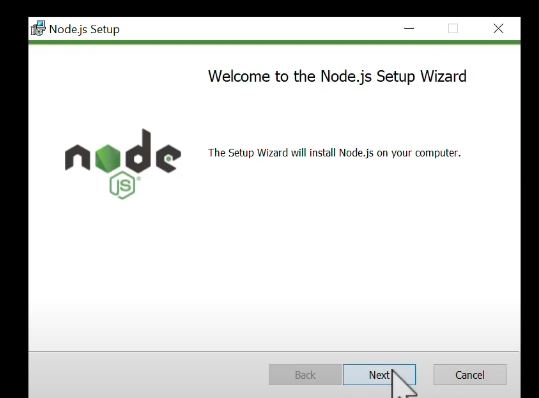 Node.js Setup
Welcome to the Node.js Setup Wizard
The Setup Wizard will install Node.js on your computer.
node
JS
Back
Next
Cancel